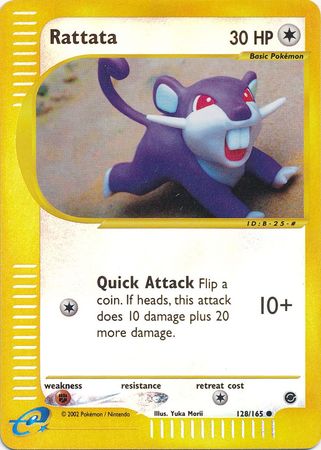 Rattata 30 HP
Basic Pokémon
ID:B-25-#
Quick Attack Flip a
coin. If heads, this attack
does 10 damage plus 20
more damage.
10+
weakness resistance retreat cost
© 2002 Pokémon / Nintendo Illus. Yuka Morii 128/165
e